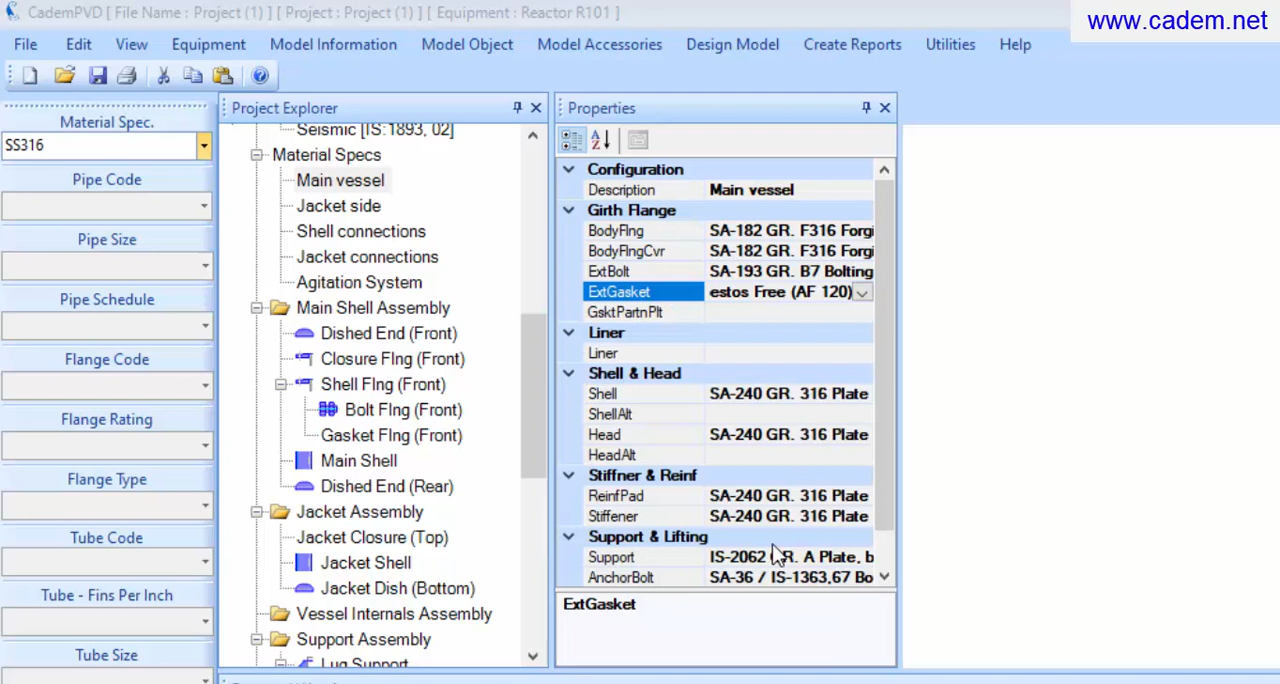 CademPVD [ File Name : Project (1) ] [ Project : Project (1) ] [ Equipment : Reactor R101 ]
www.cadem.net
File Edit View Equipment Model Information Model Object Model Accessories Design Model Create Reports Utilities Help
Material Spec.
SS316
Pipe Code
Pipe Size
Pipe Schedule
Flange Code
Flange Rating
Flange Type
Tube Code
Tube - Fins Per Inch
Tube Size
Project Explorer
Seismic [IS:1893, 02]
Material Specs
Main vessel
Jacket side
Shell connections
Jacket connections
Agitation System
Main Shell Assembly
Dished End (Front)
Closure Flng (Front)
Shell Flng (Front)
Bolt Flng (Front)
Gasket Flng (Front)
Main Shell
Dished End (Rear)
Jacket Assembly
Jacket Closure (Top)
Jacket Shell
Jacket Dish (Bottom)
Vessel Internals Assembly
Support Assembly
Lug Support
Properties
Configuration
Description Main vessel
Girth Flange
BodyFlng SA-182 GR. F316 Forgi
BodyFlngCvr SA-182 GR. F316 Forgi
ExtBolt SA-193 GR. B7 Bolting
ExtGasket estos Free (AF 120)
GsktPartnPlt
Liner
Liner
Shell & Head
Shell SA-240 GR. 316 Plate
ShellAlt
Head SA-240 GR. 316 Plate
HeadAlt
Stiffner & Reinf
ReinfPad SA-240 GR. 316 Plate
Stiffener SA-240 GR. 316 Plate
Support & Lifting
Support IS-2062 GR. A Plate, b
AnchorBolt SA-36 / IS-1363,67 Bo
ExtGasket